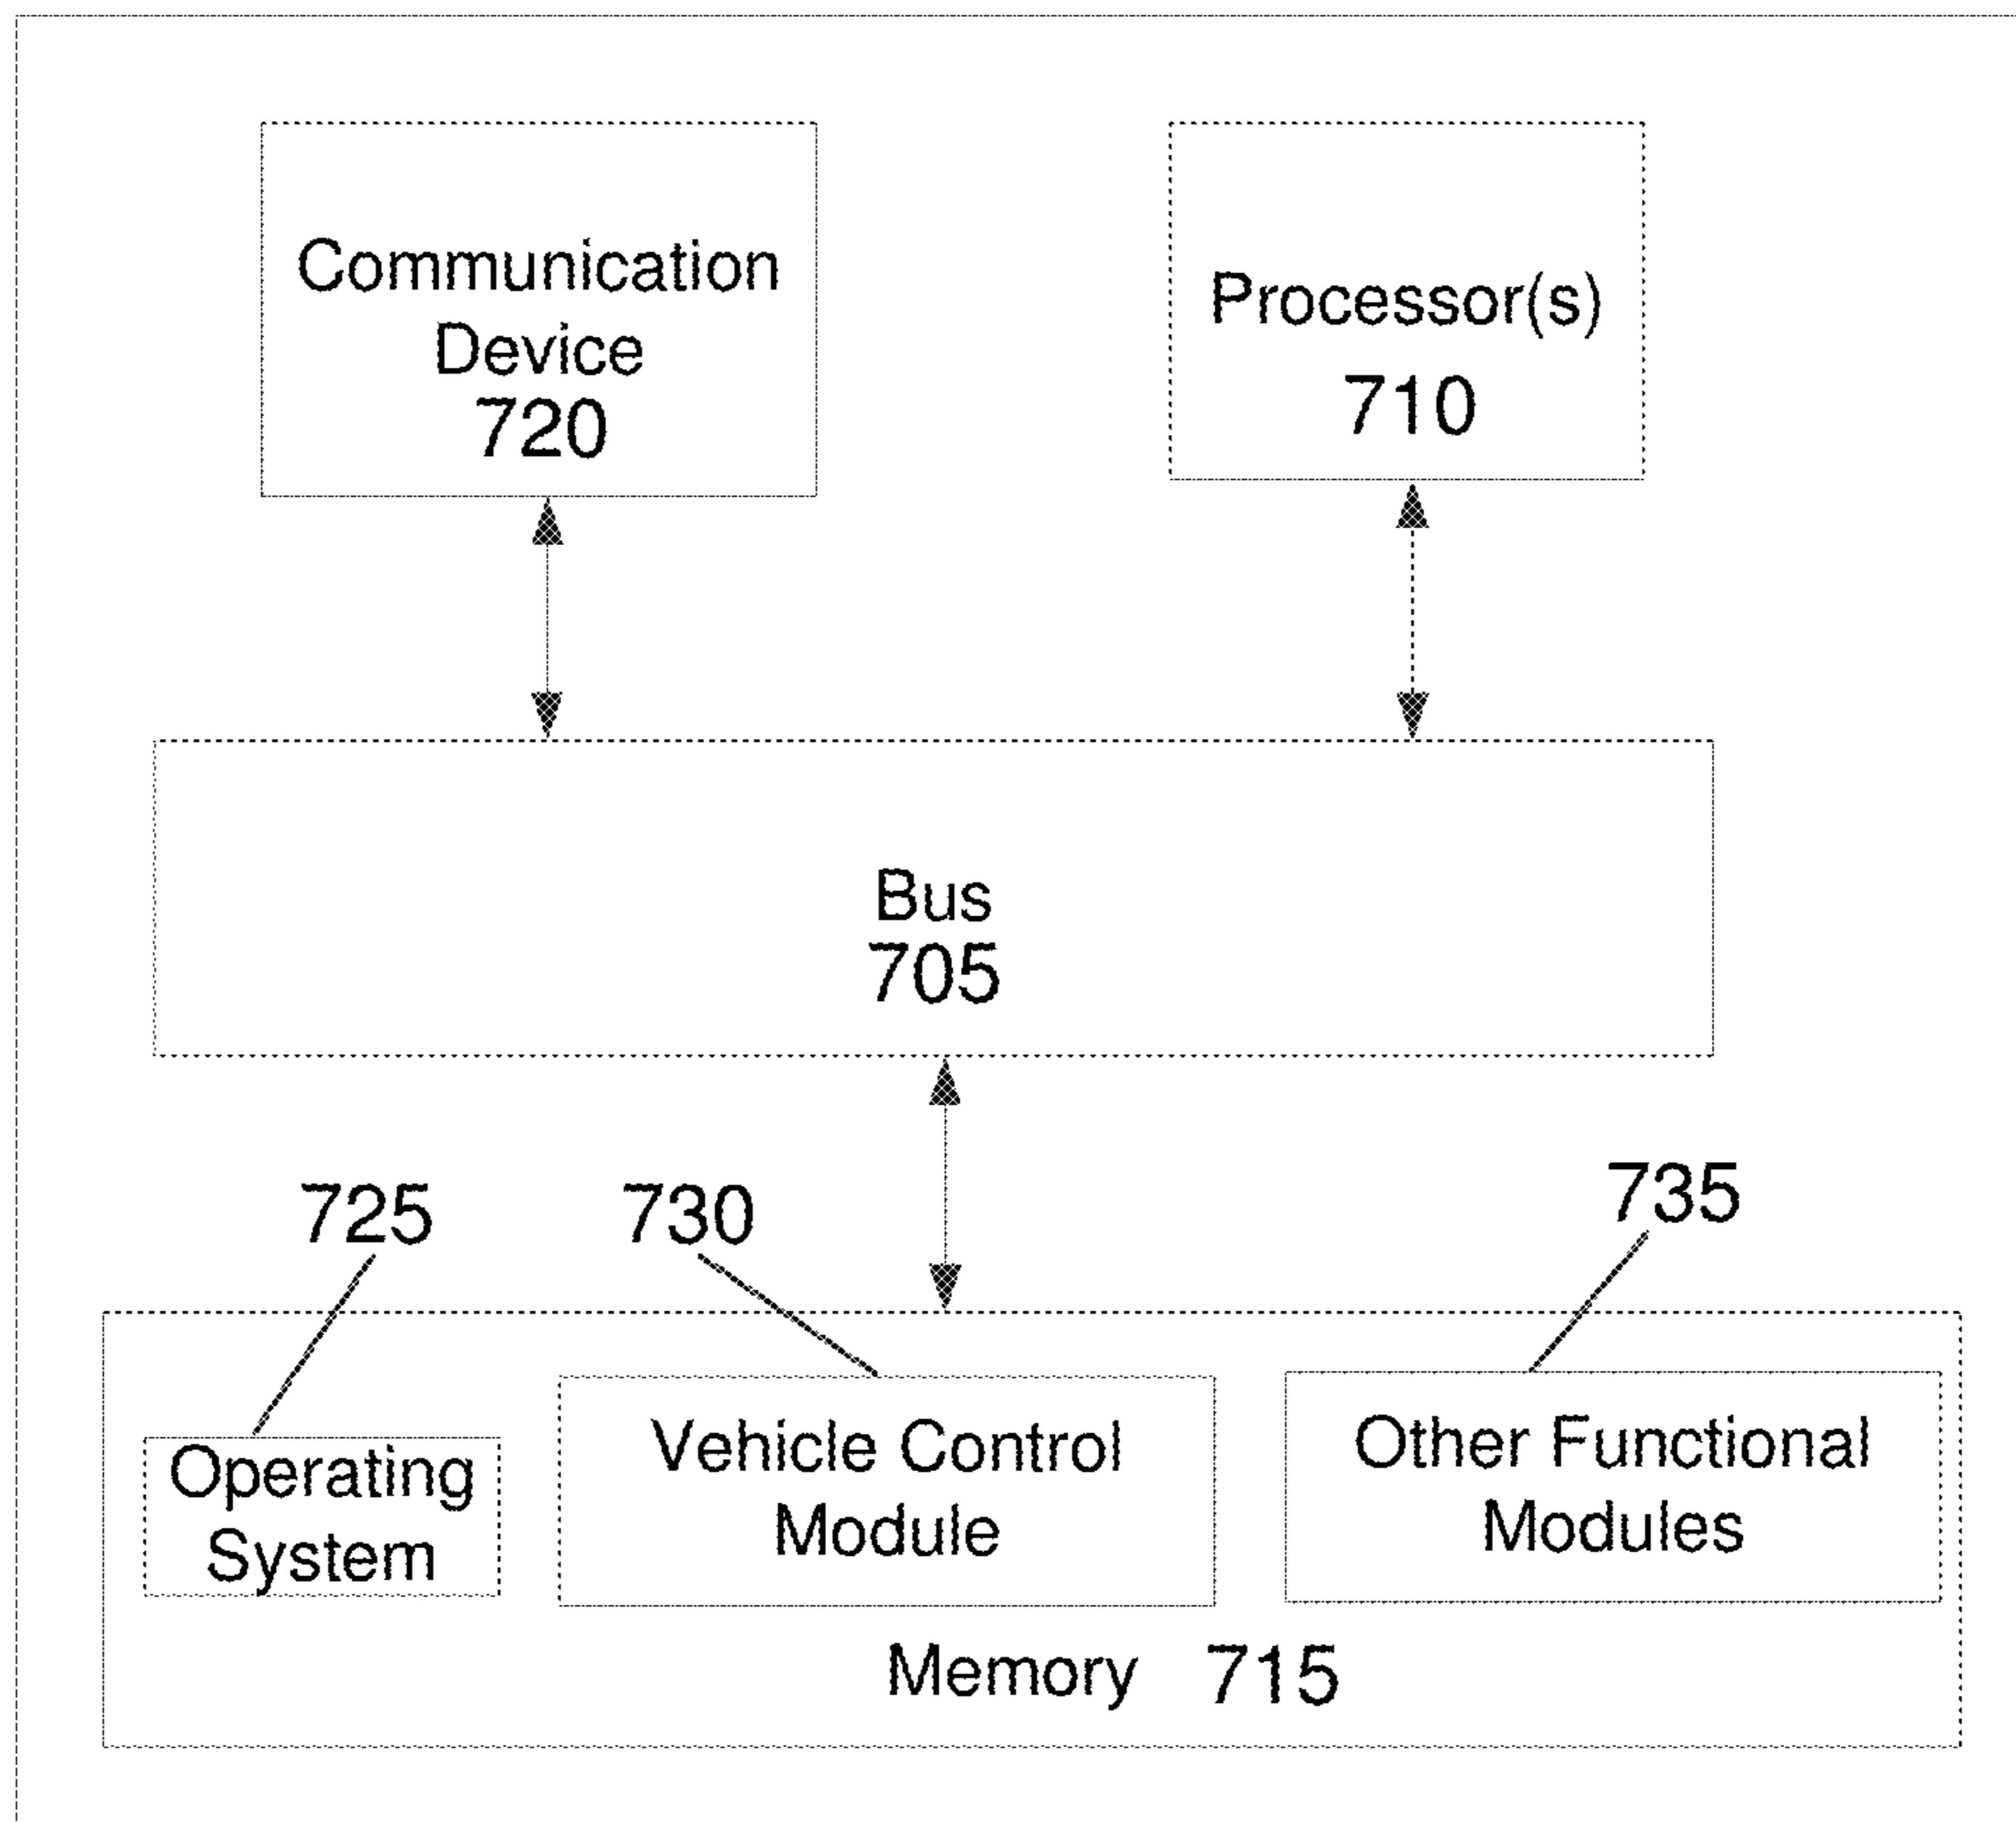 Communication
Device
720
Processor(s)
710
Bus
705
725
730
735
Operating
System
Vehicle Control
Module
Other Functional
Modules
Memory 715